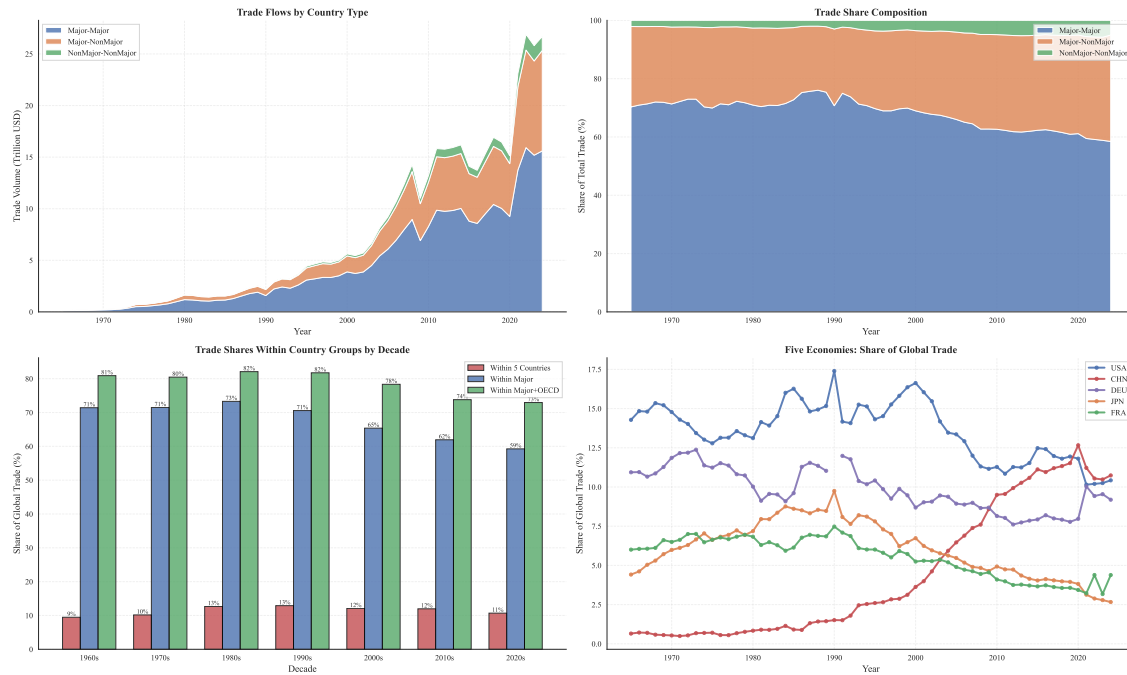 Trade Flows by Country Type
Major-Major
Major-NonMajor
NonMajor-NonMajor
Trade Volume (Trillion USD)
25
20
15
10
5
0
1970 1980 1990 2000 2010 2020
Year
Trade Share Composition
Major-Major
Major-NonMajor
NonMajor-NonMajor
Share of Total Trade (%)
100
80
60
40
20
0
1970 1980 1990 2000 2010 2020
Year
Trade Shares Within Country Groups by Decade
Within 5 Countries
Within Major
Within Major+OECD
Share of Global Trade (%)
80
70
60
50
40
30
20
10
0
9% 71% 81%
10% 71% 80%
13% 73% 82%
13% 71% 82%
12% 65% 78%
12% 62% 74%
11% 59% 73%
1960s 1970s 1980s 1990s 2000s 2010s 2020s
Decade
Five Economies: Share of Global Trade
USA
CHN
DEU
JPN
FRA
Share of Global Trade (%)
17.5
15.0
12.5
10.0
7.5
5.0
2.5
0.0
1970 1980 1990 2000 2010 2020
Year